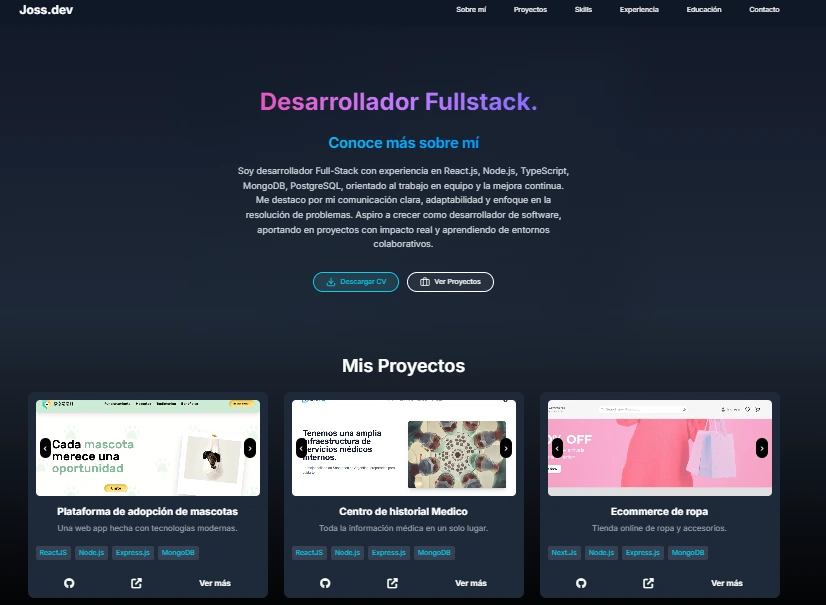 Joss.dev
Sobre mí Proyectos Skills Experiencia Educación Contacto
Desarrollador Fullstack.
Conoce más sobre mí
Soy desarrollador Full-Stack con experiencia en React.js, Node.js, TypeScript,
MongoDB, PostgreSQL, orientado al trabajo en equipo y la mejora continua.
Me destaco por mi comunicación clara, adaptabilidad y enfoque en la
resolución de problemas. Aspiro a crecer como desarrollador de software,
aportando en proyectos con impacto real y aprendiendo de entornos
colaborativos.
Descargar CV Ver Proyectos
Mis Proyectos
Cada mascota
merece una
oportunidad
Plataforma de adopción de mascotas
Una web app hecha con tecnologias modernas.
ReactJS Node.js Express.js MongoDB
Ver más
Tenemos una amplia
infraestructura de
servicios médicos
internos.
Centro de historial Medico
Toda la información médica en un solo lugar.
ReactJS Node.js Express.js MongoDB
Ver más
OFF
Ecommerce de ropa
Tienda online de ropa y accesorios.
Next.Js Node.js Express.js MongoDB
Ver más